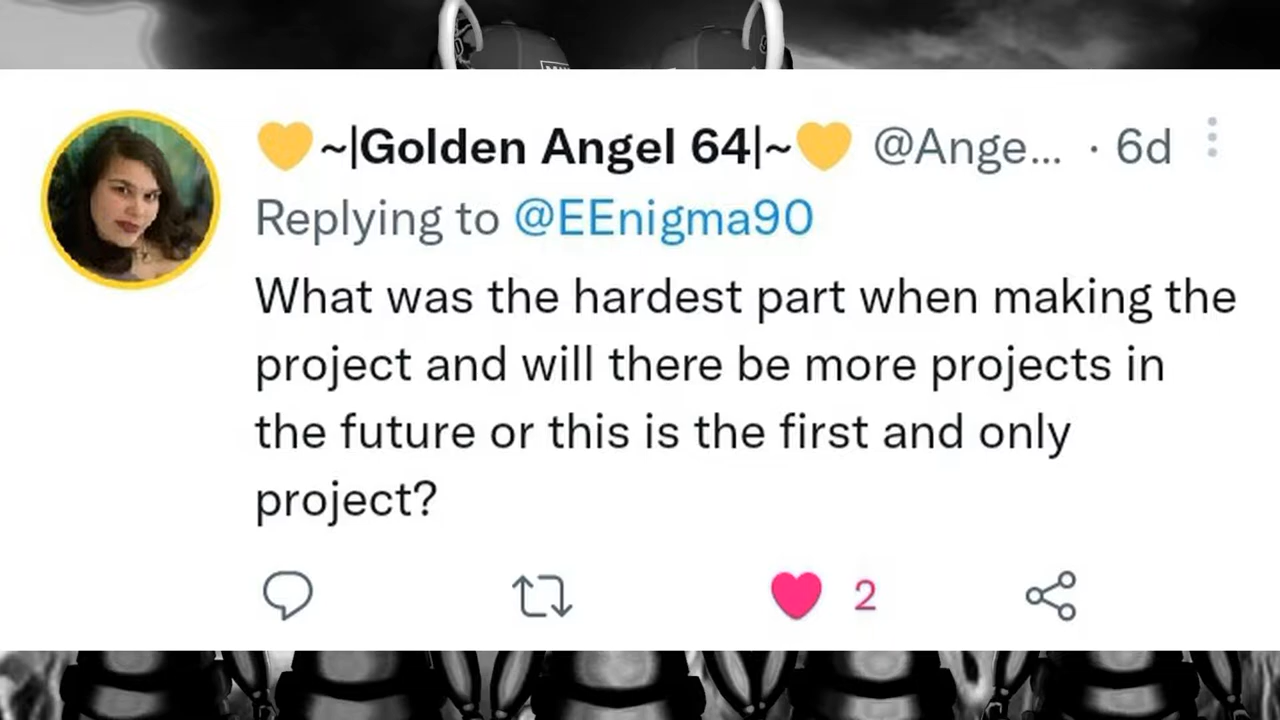 💛~|Golden Angel 64|~💛 @Ange... · 6d
Replying to @EEnigma90
What was the hardest part when making the
project and will there be more projects in
the future or this is the first and only
project?
2